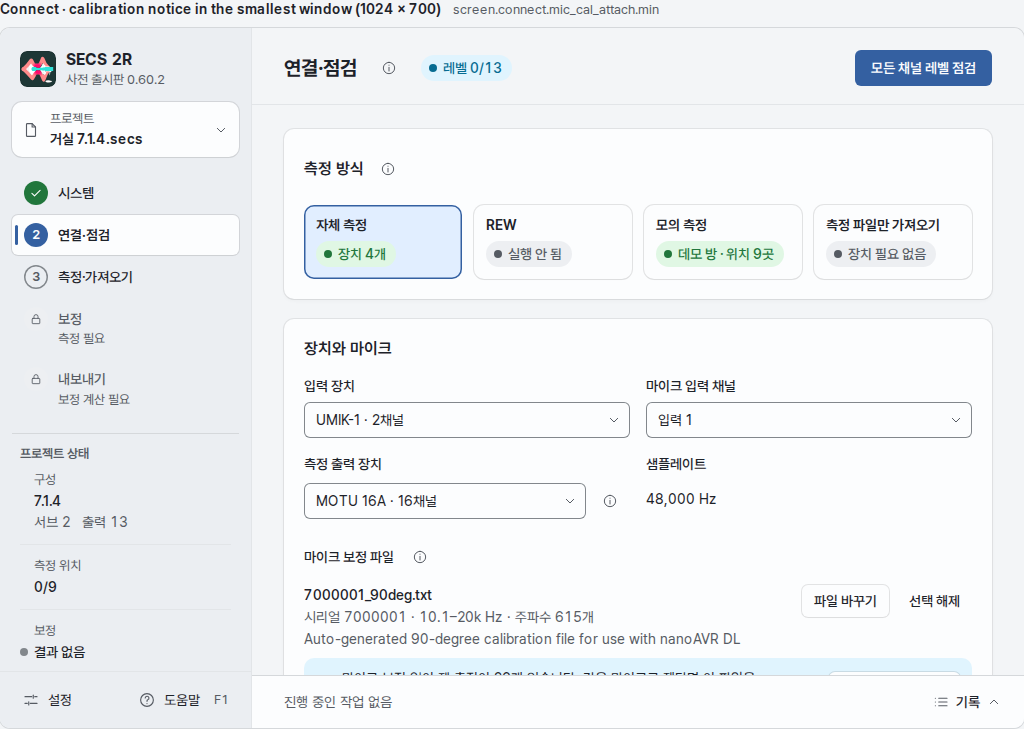 Connect · calibration notice in the smallest window (1024 × 700) screen.connect.mic_cal_attach.min
SECS 2R
사전 출시판 0.60.2
프로젝트
거실 7.1.4.secs
시스템
2 연결·점검
3 측정·가져오기
보정
측정 필요
내보내기
보정 계산 필요
프로젝트 상태
구성
7.1.4
서브 2 출력 13
측정 위치
0/9
보정
결과 없음
설정
도움말 F1
연결·점검
레벨 0/13
모든 채널 레벨 점검
측정 방식
자체 측정
장치 4개
REW
실행 안 됨
모의 측정
데모 방 · 위치 9곳
측정 파일만 가져오기
장치 필요 없음
장치와 마이크
입력 장치
UMIK-1 · 2채널
마이크 입력 채널
입력 1
측정 출력 장치
MOTU 16A · 16채널
샘플레이트
48,000 Hz
마이크 보정 파일
7000001_90deg.txt
시리얼 7000001 · 10.1–20k Hz · 주파수 615개
Auto-generated 90-degree calibration file for use with nanoAVR DL
파일 바꾸기
선택 해제
진행 중인 작업 없음
기록